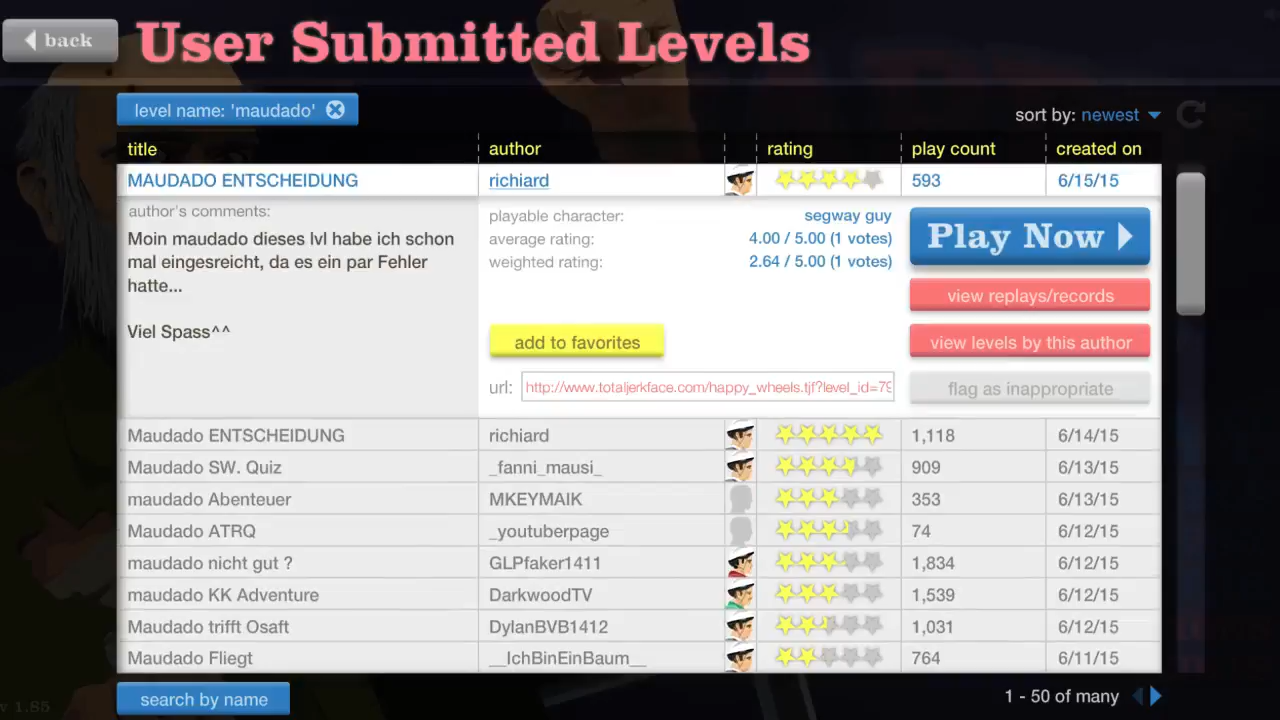 back
User Submitted Levels
level name: 'maudado'
sort by: newest
title author rating play count created on
MAUDADO ENTSCHEIDUNG richiard 593 6/15/15
author's comments:
Moin maudado dieses lvl habe ich schon
mal eingesreicht, da es ein par Fehler
hatte...
Viel Spass^^
playable character: segway guy
average rating: 4.00 / 5.00 (1 votes)
weighted rating: 2.64 / 5.00 (1 votes)
add to favorites
url: http://www.totaljerkface.com/happy_wheels.tjf?level_id=79
Play Now
view replays/records
view levels by this author
flag as inappropriate
Maudado ENTSCHEIDUNG richiard 1,118 6/14/15
Maudado SW. Quiz _fanni_mausi_ 909 6/13/15
maudado Abenteuer MKEYMAIK 353 6/13/15
Maudado ATRQ _youtuberpage 74 6/12/15
maudado nicht gut ? GLPfaker1411 1,834 6/12/15
maudado KK Adventure DarkwoodTV 1,539 6/12/15
Maudado trifft Osaft DylanBVB1412 1,031 6/12/15
Maudado Fliegt __IchBinEinBaum__ 764 6/11/15
search by name
1 - 50 of many
v 1.85